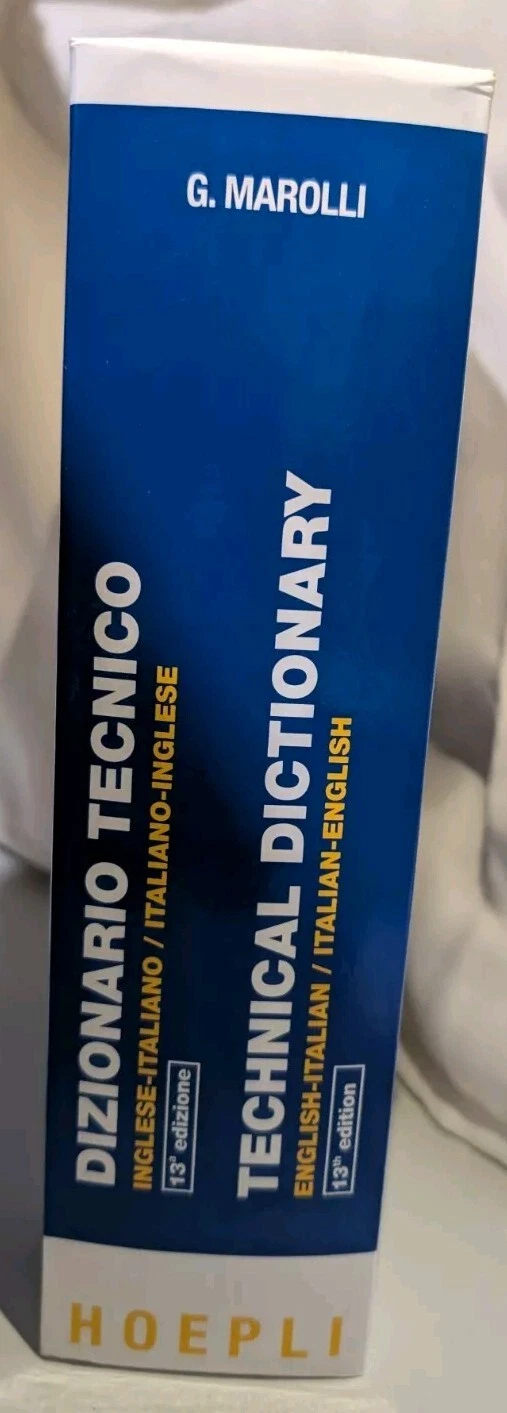 G. MAROLLI
DIZIONARIO TECNICO
INGLESE-ITALIANO / ITALIANO-INGLESE
13ª edizione
TECHNICAL DICTIONARY
ENGLISH-ITALIAN / ITALIAN-ENGLISH
13th edition
HOEPLI